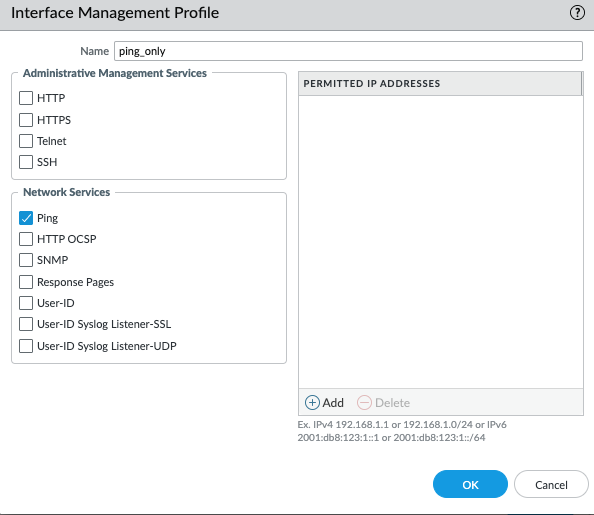 Interface Management Profile
Name ping_only
Administrative Management Services
HTTP
HTTPS
Telnet
SSH
Network Services
Ping
HTTP OCSP
SNMP
Response Pages
User-ID
User-ID Syslog Listener-SSL
User-ID Syslog Listener-UDP
PERMITTED IP ADDRESSES
Add Delete
Ex. IPv4 192.168.1.1 or 192.168.1.0/24 or IPv6
2001:db8:123:1::1 or 2001:db8:123:1::/64
OK Cancel